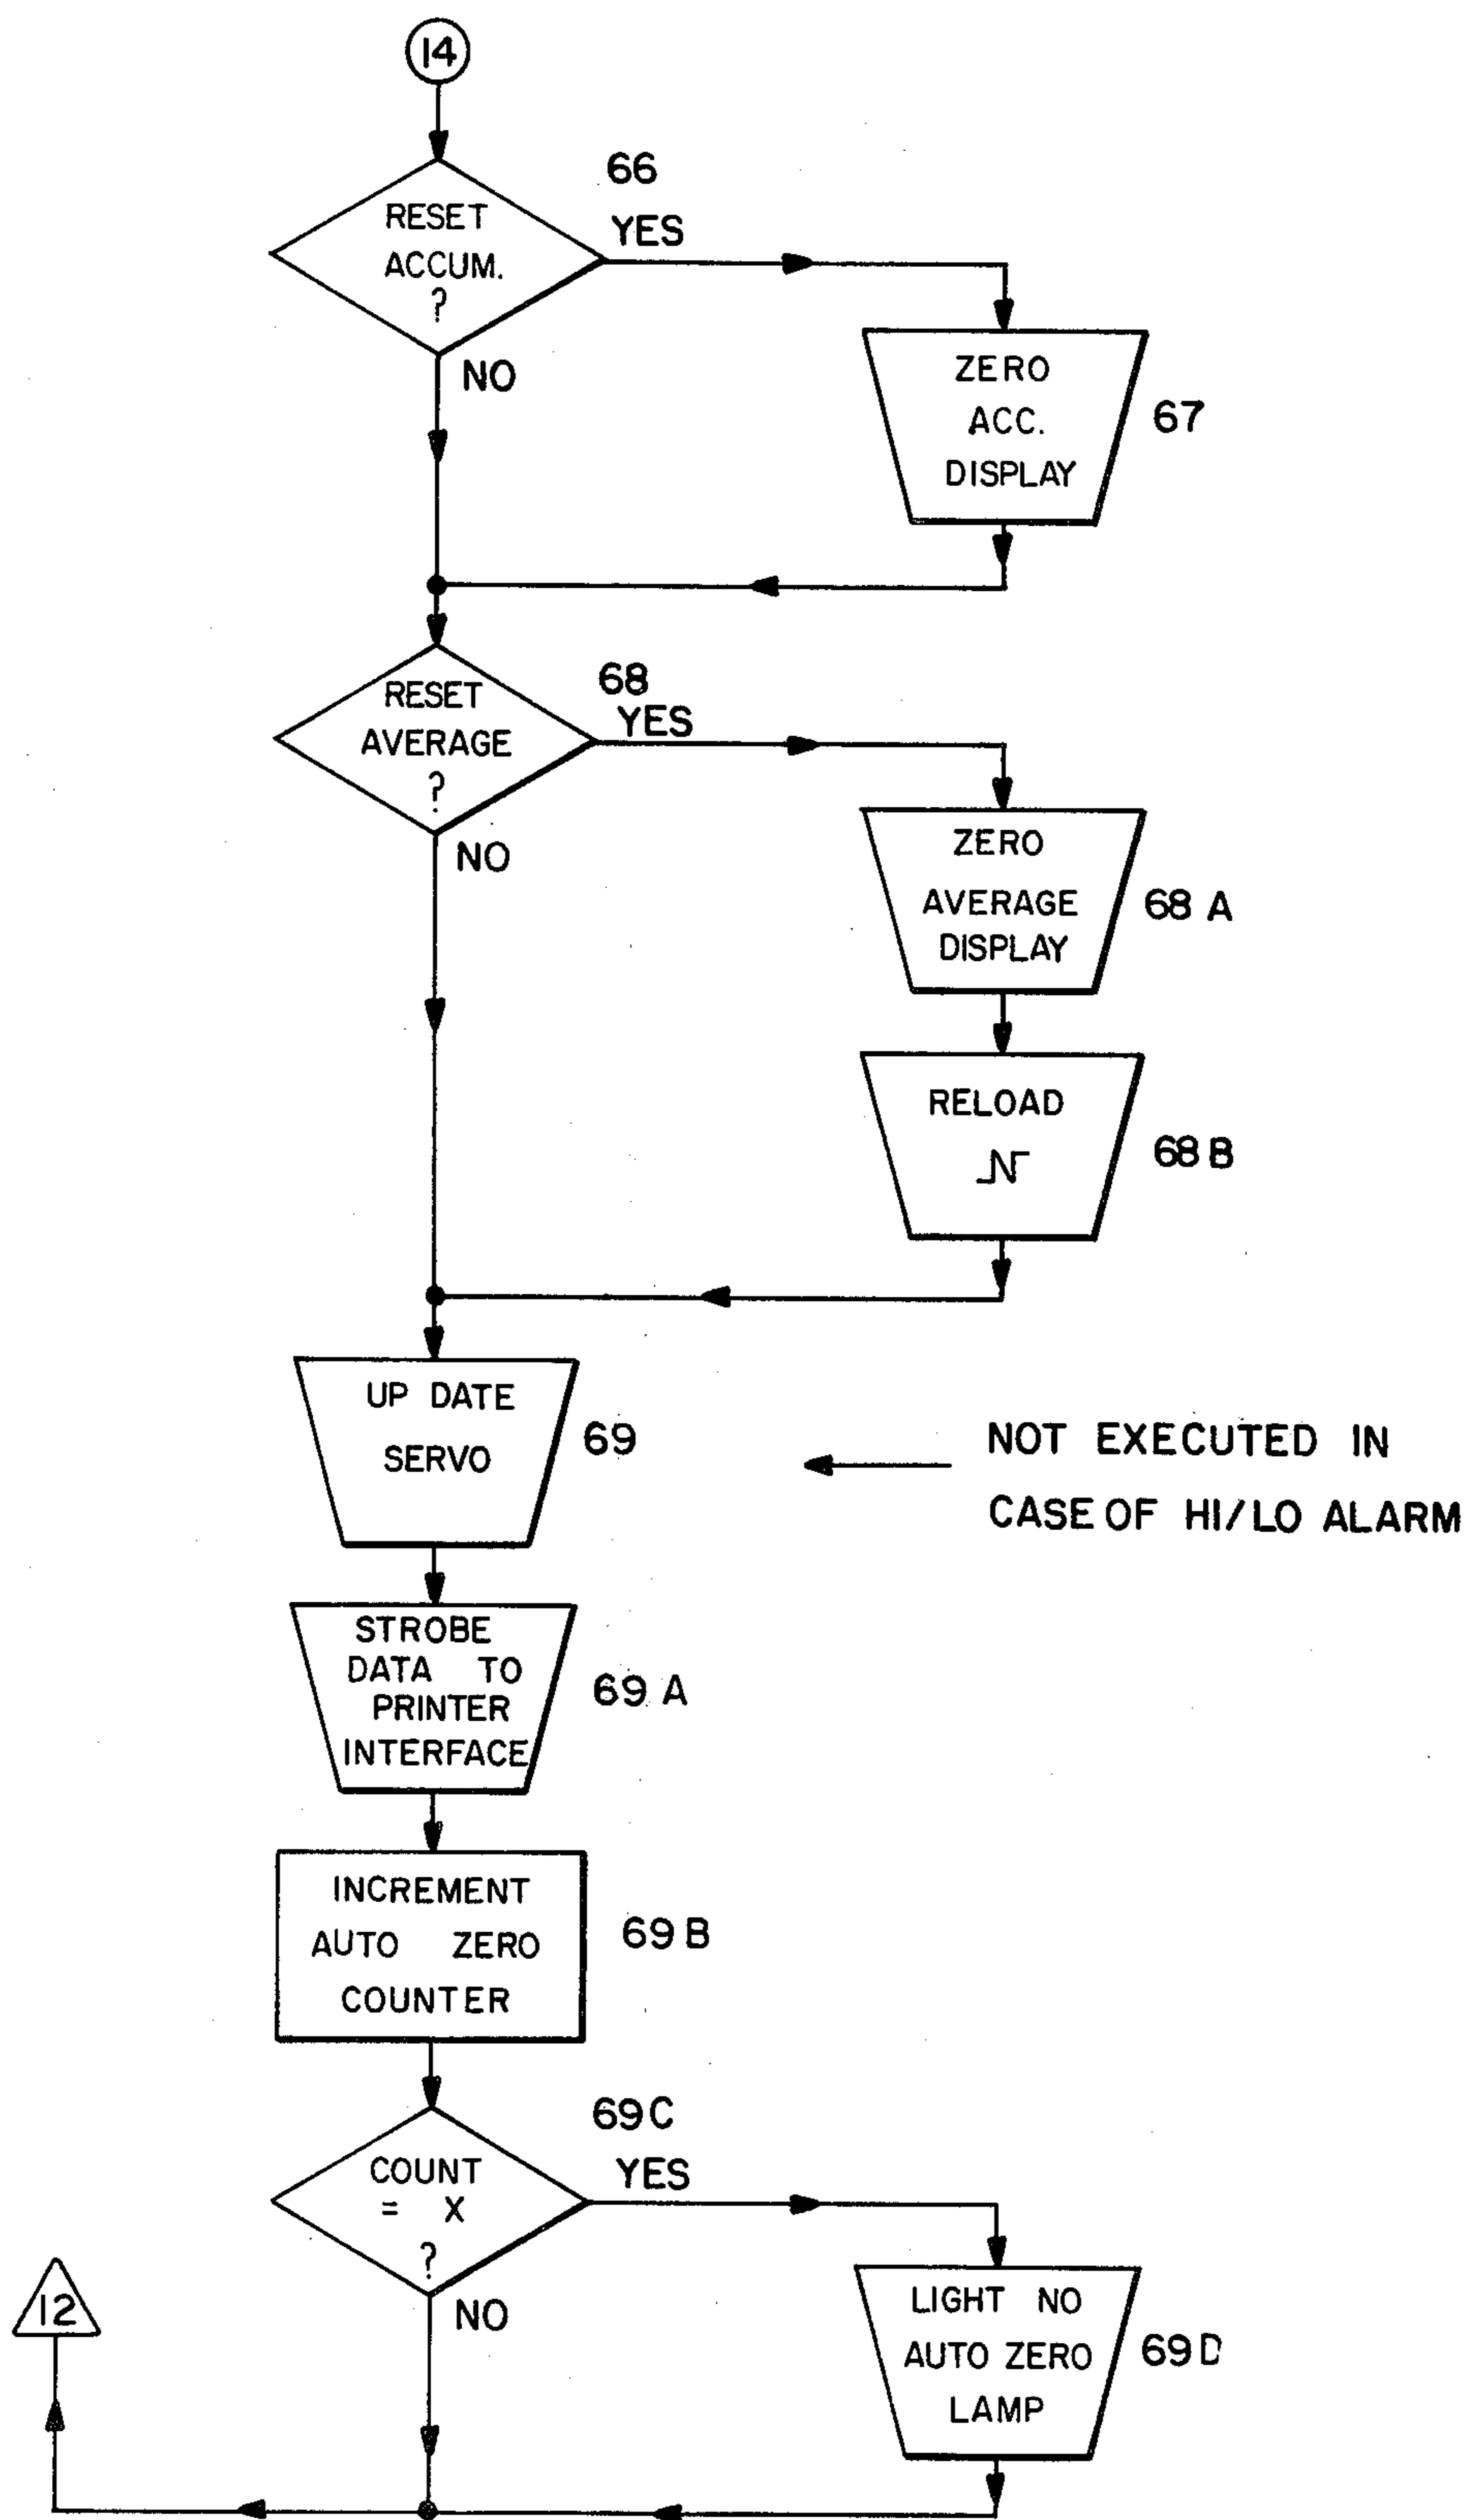 14
RESET
ACCUM.
?
66
YES
NO
ZERO
ACC.
DISPLAY
67
RESET
AVERAGE
?
68
YES
NO
ZERO
AVERAGE
DISPLAY
68 A
RELOAD
N
68 B
UP DATE
SERVO
69
NOT EXECUTED IN
CASE OF HI/LO ALARM
STROBE
DATA TO
PRINTER
INTERFACE
69 A
INCREMENT
AUTO ZERO
COUNTER
69 B
COUNT
= X
?
69 C
YES
NO
LIGHT NO
AUTO ZERO
LAMP
69 D
12